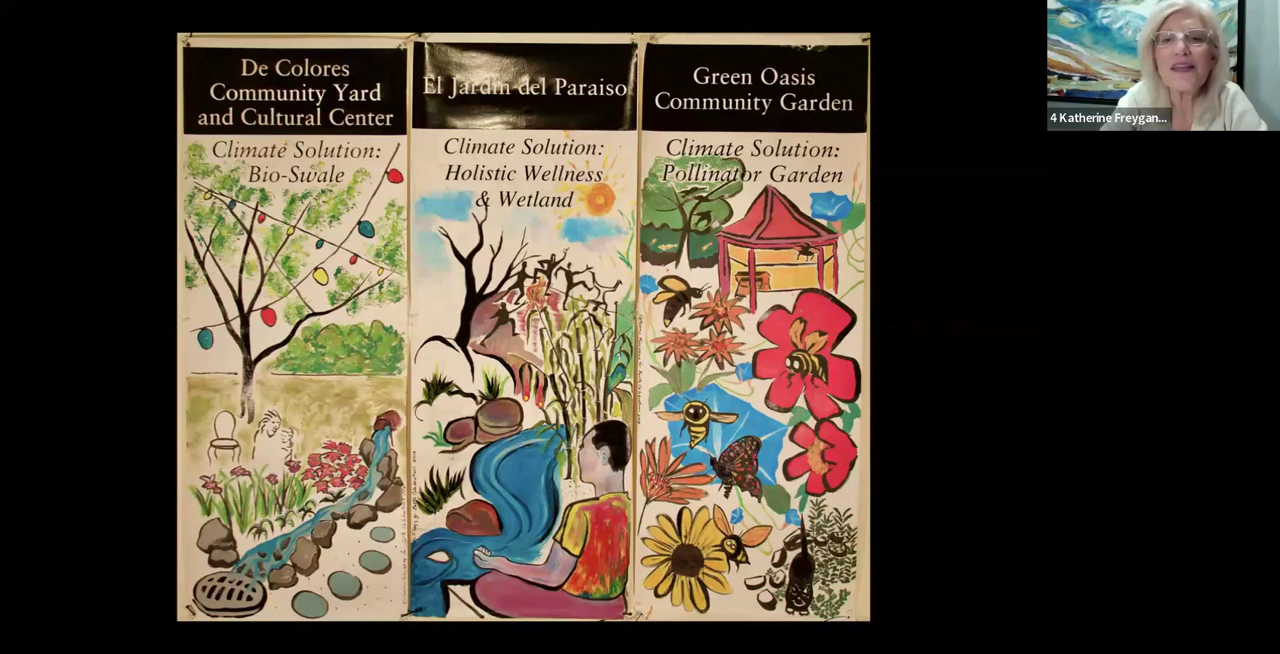 De Colores
Community Yard
and Cultural Center
Climate Solution:
Bio-Swale
El Jardin del Paraiso
Climate Solution:
Holistic Wellness
& Wetland
Green Oasis
Community Garden
Climate Solution:
Pollinator Garden
4 Katherine Freygan...